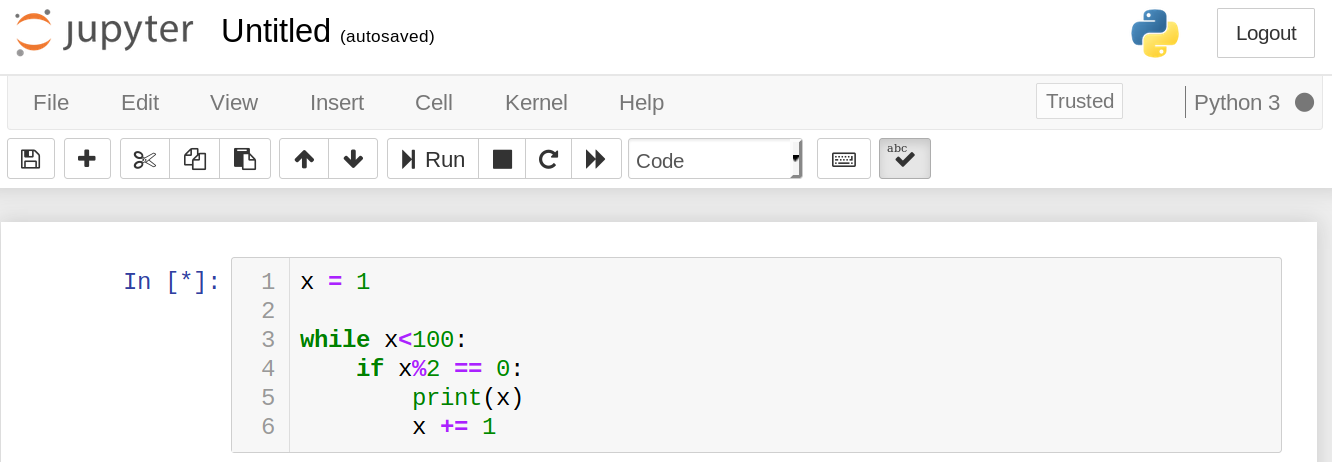 jupyter Untitled (autosaved) Logout
File Edit View Insert Cell Kernel Help Trusted Python 3
Run Code abc
In [*]:
1 x = 1
2
3 while x<100:
4     if x%2 == 0:
5         print(x)
6         x += 1